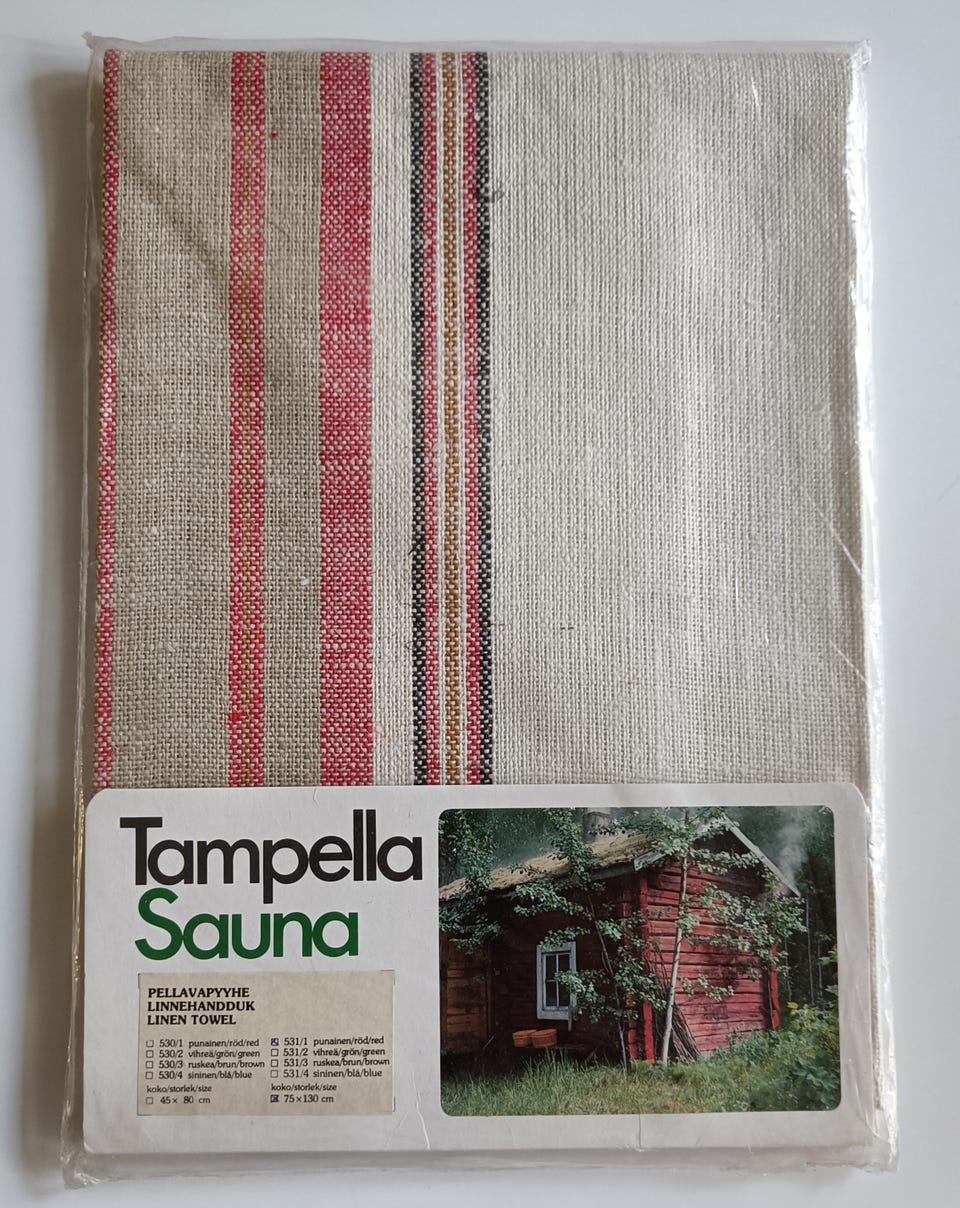 Tampella
Sauna
PELLAVAPYYHE
LINNEHANDDUK
LINEN TOWEL
☐ 530/1 punainen/röd/red ☒ 531/1 punainen/röd/red
☐ 530/2 vihreä/grön/green ☐ 531/2 vihreä/grön/green
☐ 530/3 ruskea/brun/brown ☐ 531/3 ruskea/brun/brown
☐ 530/4 sininen/blå/blue ☐ 531/4 sininen/blå/blue
koko/storlek/size koko/storlek/size
☐ 45 × 80 cm ☒ 75 × 130 cm